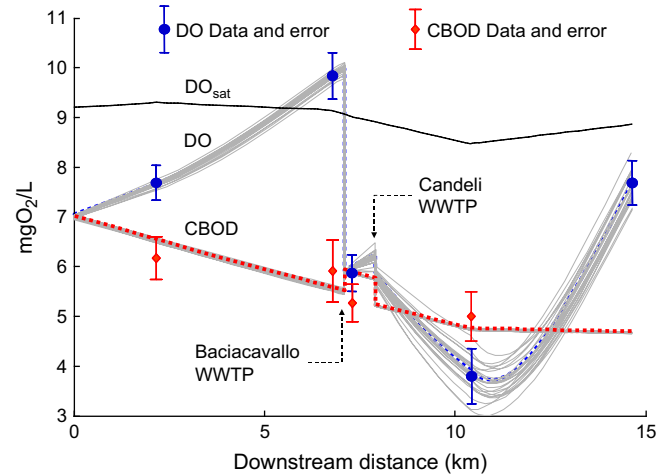 DO Data and error
CBOD Data and error
11
10
9
8
7
6
5
4
3
mgO₂/L
DOsat
DO
CBOD
Candeli
WWTP
Baciacavallo
WWTP
0
5
10
15
Downstream distance (km)